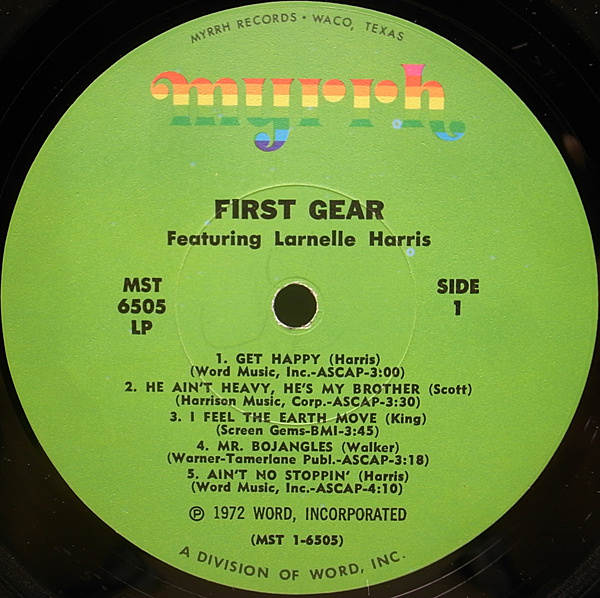 MYRRH RECORDS • WACO, TEXAS
myrrh
FIRST GEAR
Featuring Larnelle Harris
MST
6505
LP
SIDE
1
1. GET HAPPY (Harris)
(Word Music, Inc.-ASCAP-3:00)
2. HE AIN'T HEAVY, HE'S MY BROTHER (Scott)
(Harrison Music, Corp.-ASCAP-3:30)
3. I FEEL THE EARTH MOVE (King)
(Screen Gems-BMI-3:45)
4. MR. BOJANGLES (Walker)
(Warner-Tamerlane Publ.-ASCAP-3:18)
5. AIN'T NO STOPPIN' (Harris)
(Word Music, Inc.-ASCAP-4:10)
℗ 1972 WORD, INCORPORATED
(MST 1-6505)
A DIVISION OF WORD, INC.